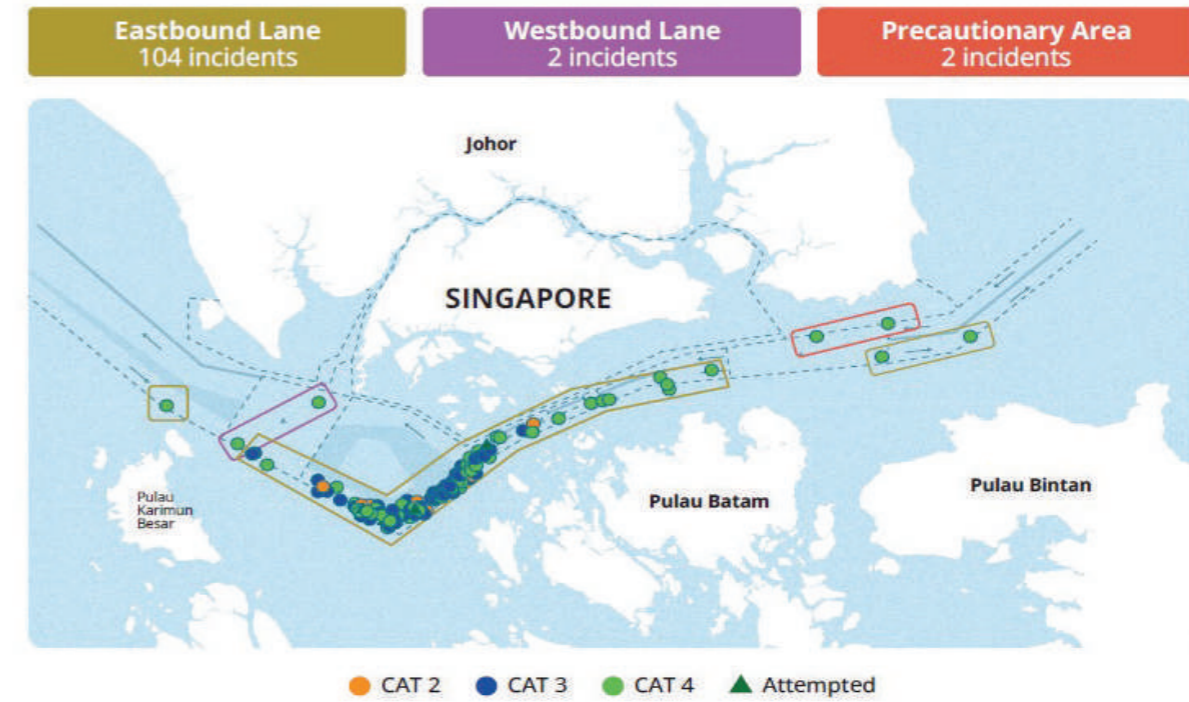 Eastbound Lane
104 incidents
Westbound Lane
2 incidents
Precautionary Area
2 incidents
Johor
SINGAPORE
Pulau Batam
Pulau Bintan
Pulau
Karimun
Besar
CAT 2
CAT 3
CAT 4
Attempted